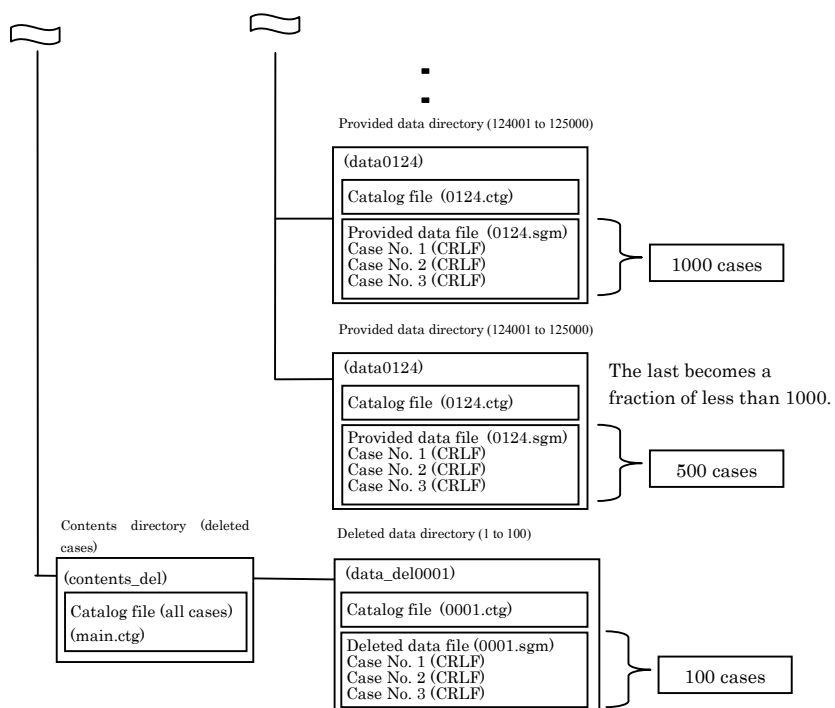 Provided data directory (124001 to 125000)
(data0124)
Catalog file (0124.ctg)
Provided data file (0124.sgm)
Case No. 1 (CRLF)
Case No. 2 (CRLF)
Case No. 3 (CRLF)
1000 cases
Provided data directory (124001 to 125000)
(data0124)
Catalog file (0124.ctg)
Provided data file (0124.sgm)
Case No. 1 (CRLF)
Case No. 2 (CRLF)
Case No. 3 (CRLF)
The last becomes a
fraction of less than 1000.
500 cases
Contents directory (deleted
cases)
(contents_del)
Catalog file (all cases)
(main.ctg)
Deleted data directory (1 to 100)
(data_del0001)
Catalog file (0001.ctg)
Deleted data file (0001.sgm)
Case No. 1 (CRLF)
Case No. 2 (CRLF)
Case No. 3 (CRLF)
100 cases